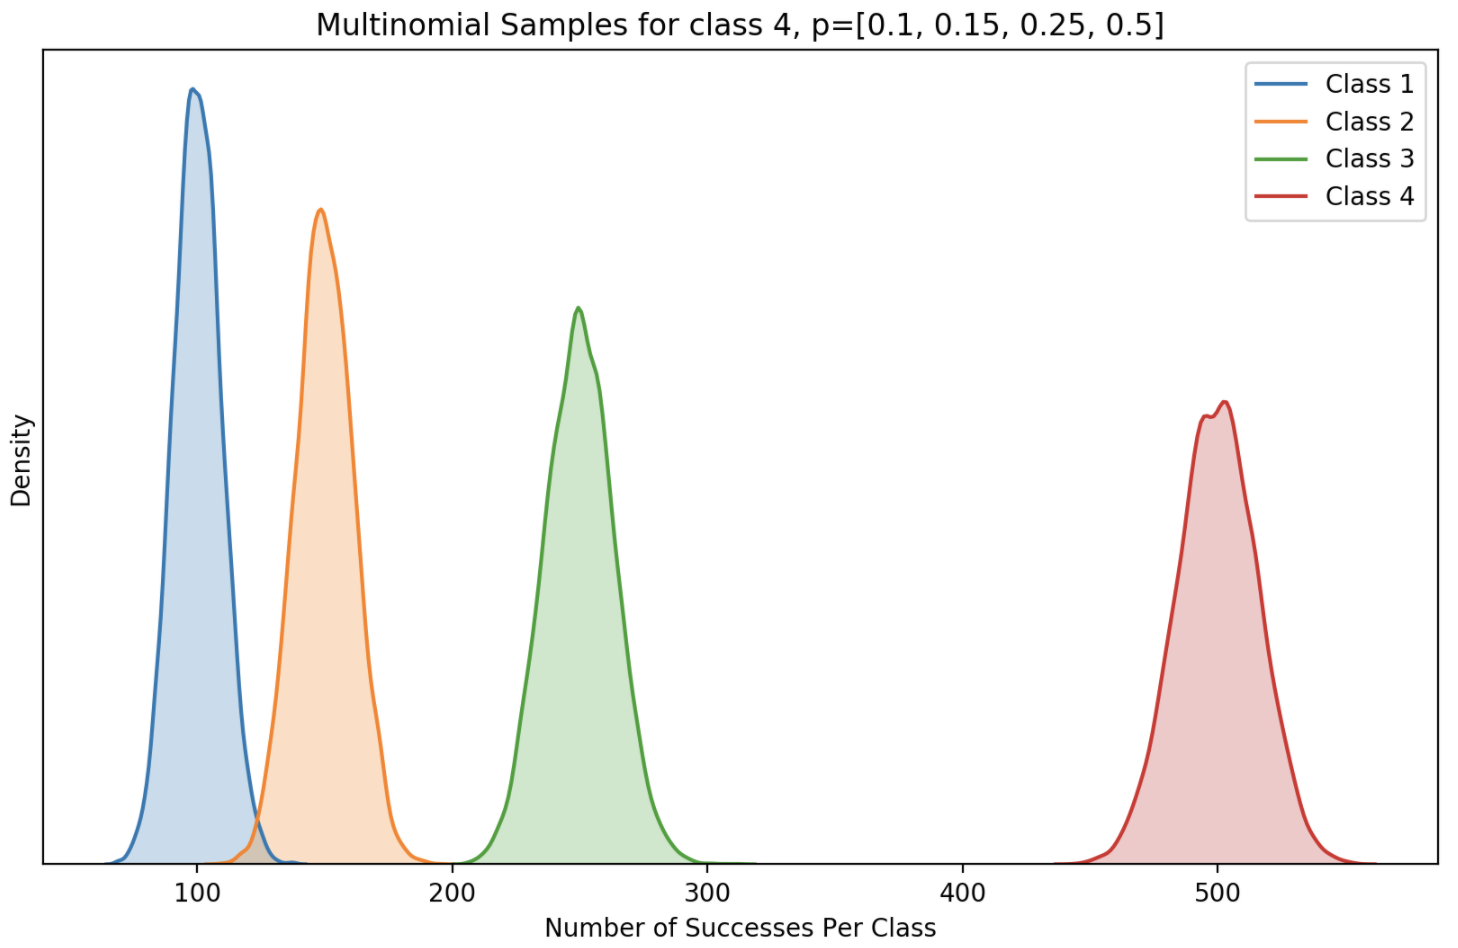 Multinomial Samples for class 4, p=[0.1, 0.15, 0.25, 0.5]
Class 1
Class 2
Class 3
Class 4
Density
100 200 300 400 500
Number of Successes Per Class